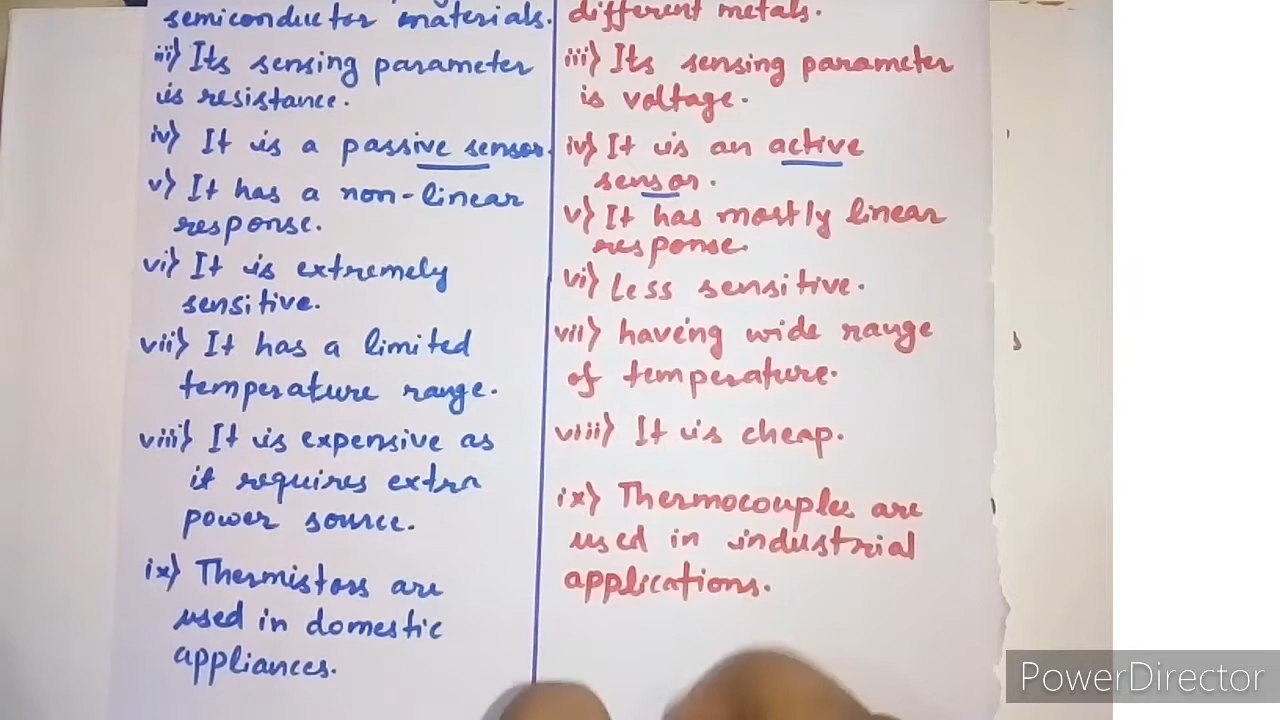 semiconductor materials.
iii) Its sensing parameter
is resistance.
iv) It is a passive sensor.
v) It has a non-linear
response.
vi) It is extremely
sensitive.
vii) It has a limited
temperature range.
viii) It is expensive as
it requires extra
power source.
ix) Thermistors are
used in domestic
appliances.
different metals.
iii) Its sensing parameter
is voltage.
iv) It is an active
sensor.
v) It has mostly linear
response.
vi) Less sensitive.
vii) having wide range
of temperature.
viii) It is cheap.
ix) Thermocouples are
used in industrial
applications.
PowerDirector